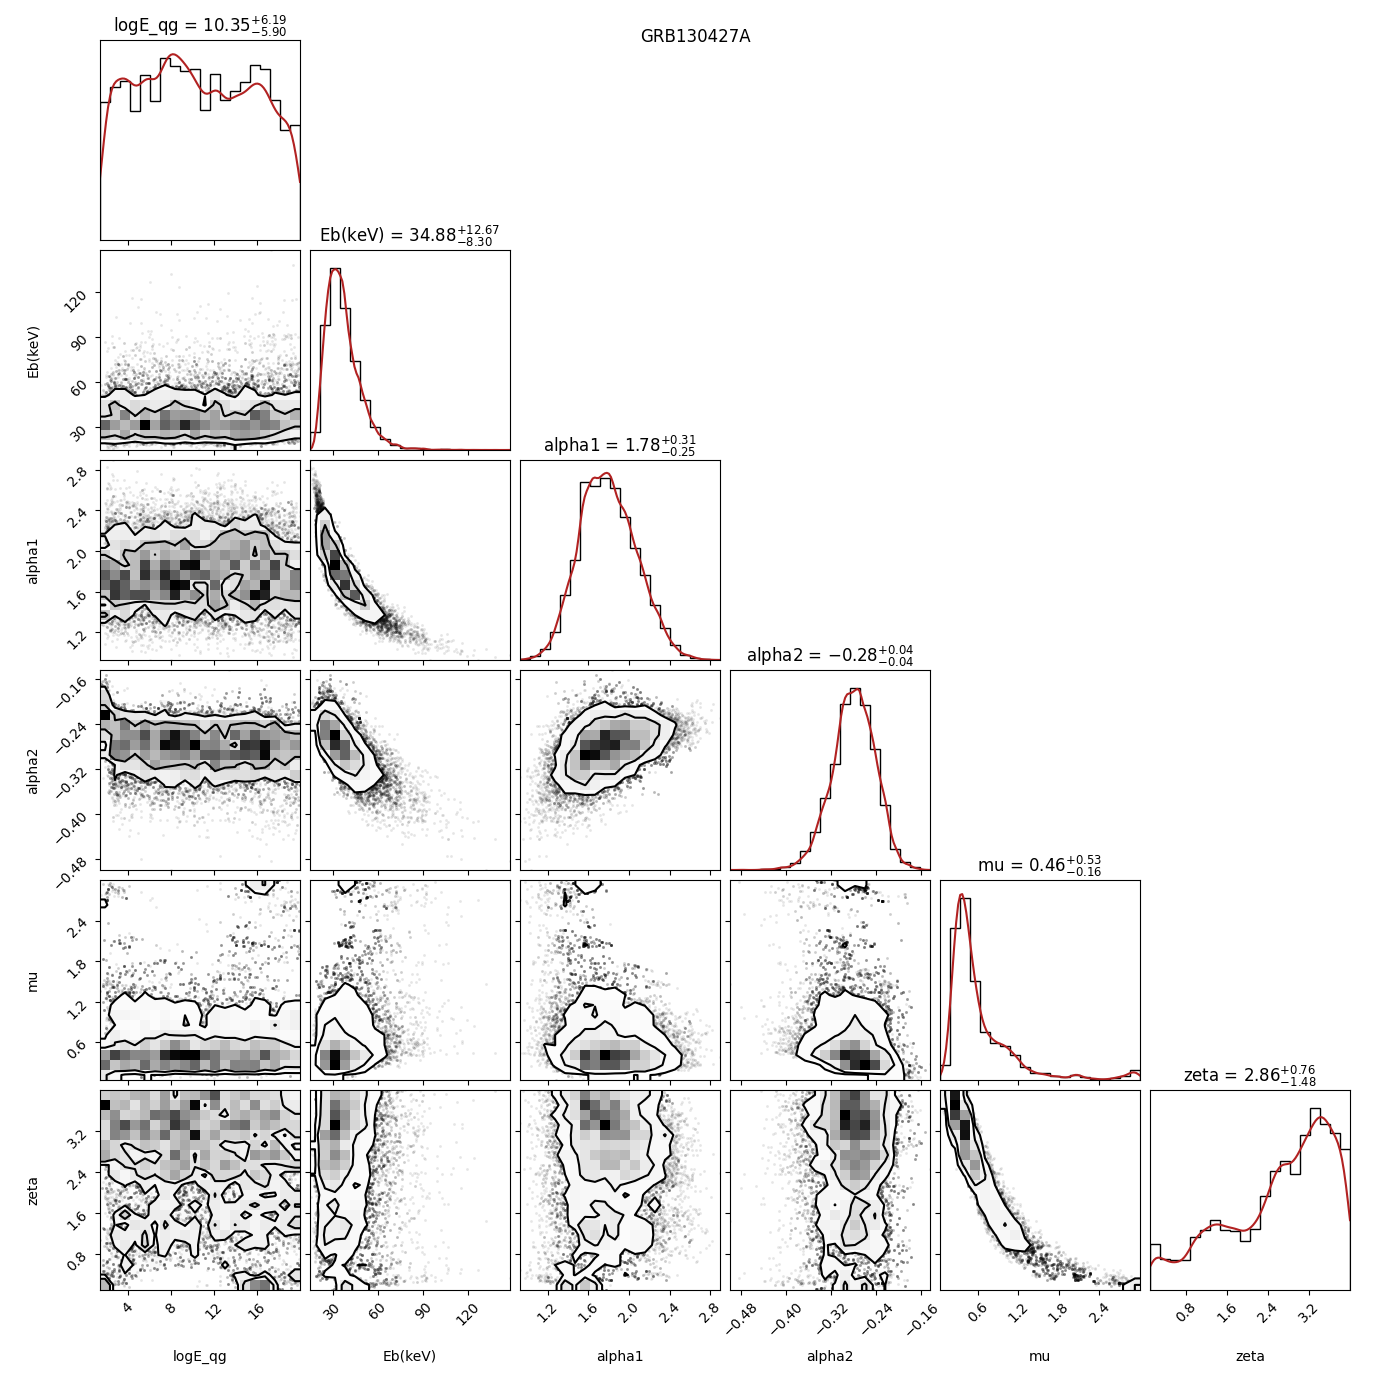 GRB130427A
logE_qg = 10.35^{+6.19}_{−5.90}
Eb(keV) = 34.88^{+12.67}_{−8.30}
120
90
60
30
Eb(keV)
alpha1 = 1.78^{+0.31}_{−0.25}
2.8
2.4
2.0
1.6
1.2
alpha1
alpha2 = −0.28^{+0.04}_{−0.04}
−0.16
−0.24
−0.32
−0.40
−0.48
alpha2
mu = 0.46^{+0.53}_{−0.16}
2.4
1.8
1.2
0.6
mu
zeta = 2.86^{+0.76}_{−1.48}
3.2
2.4
1.6
0.8
zeta
4 8 12 16 30 60 90 120 1.2 1.6 2.0 2.4 2.8 −0.48 −0.40 −0.32 −0.24 −0.16 0.6 1.2 1.8 2.4 0.8 1.6 2.4 3.2
logE_qg Eb(keV) alpha1 alpha2 mu zeta